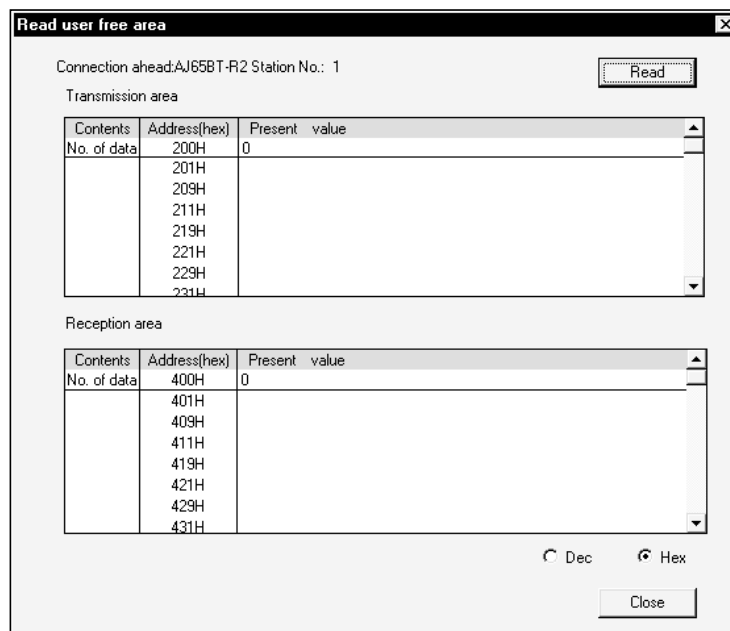 Read user free area
Connection ahead:AJ65BT-R2 Station No.: 1
Read
Transmission area
Contents Address(hex) Present value
No. of data 200H 0
201H
209H
211H
219H
221H
229H
231H
Reception area
Contents Address(hex) Present value
No. of data 400H 0
401H
409H
411H
419H
421H
429H
431H
Dec Hex
Close